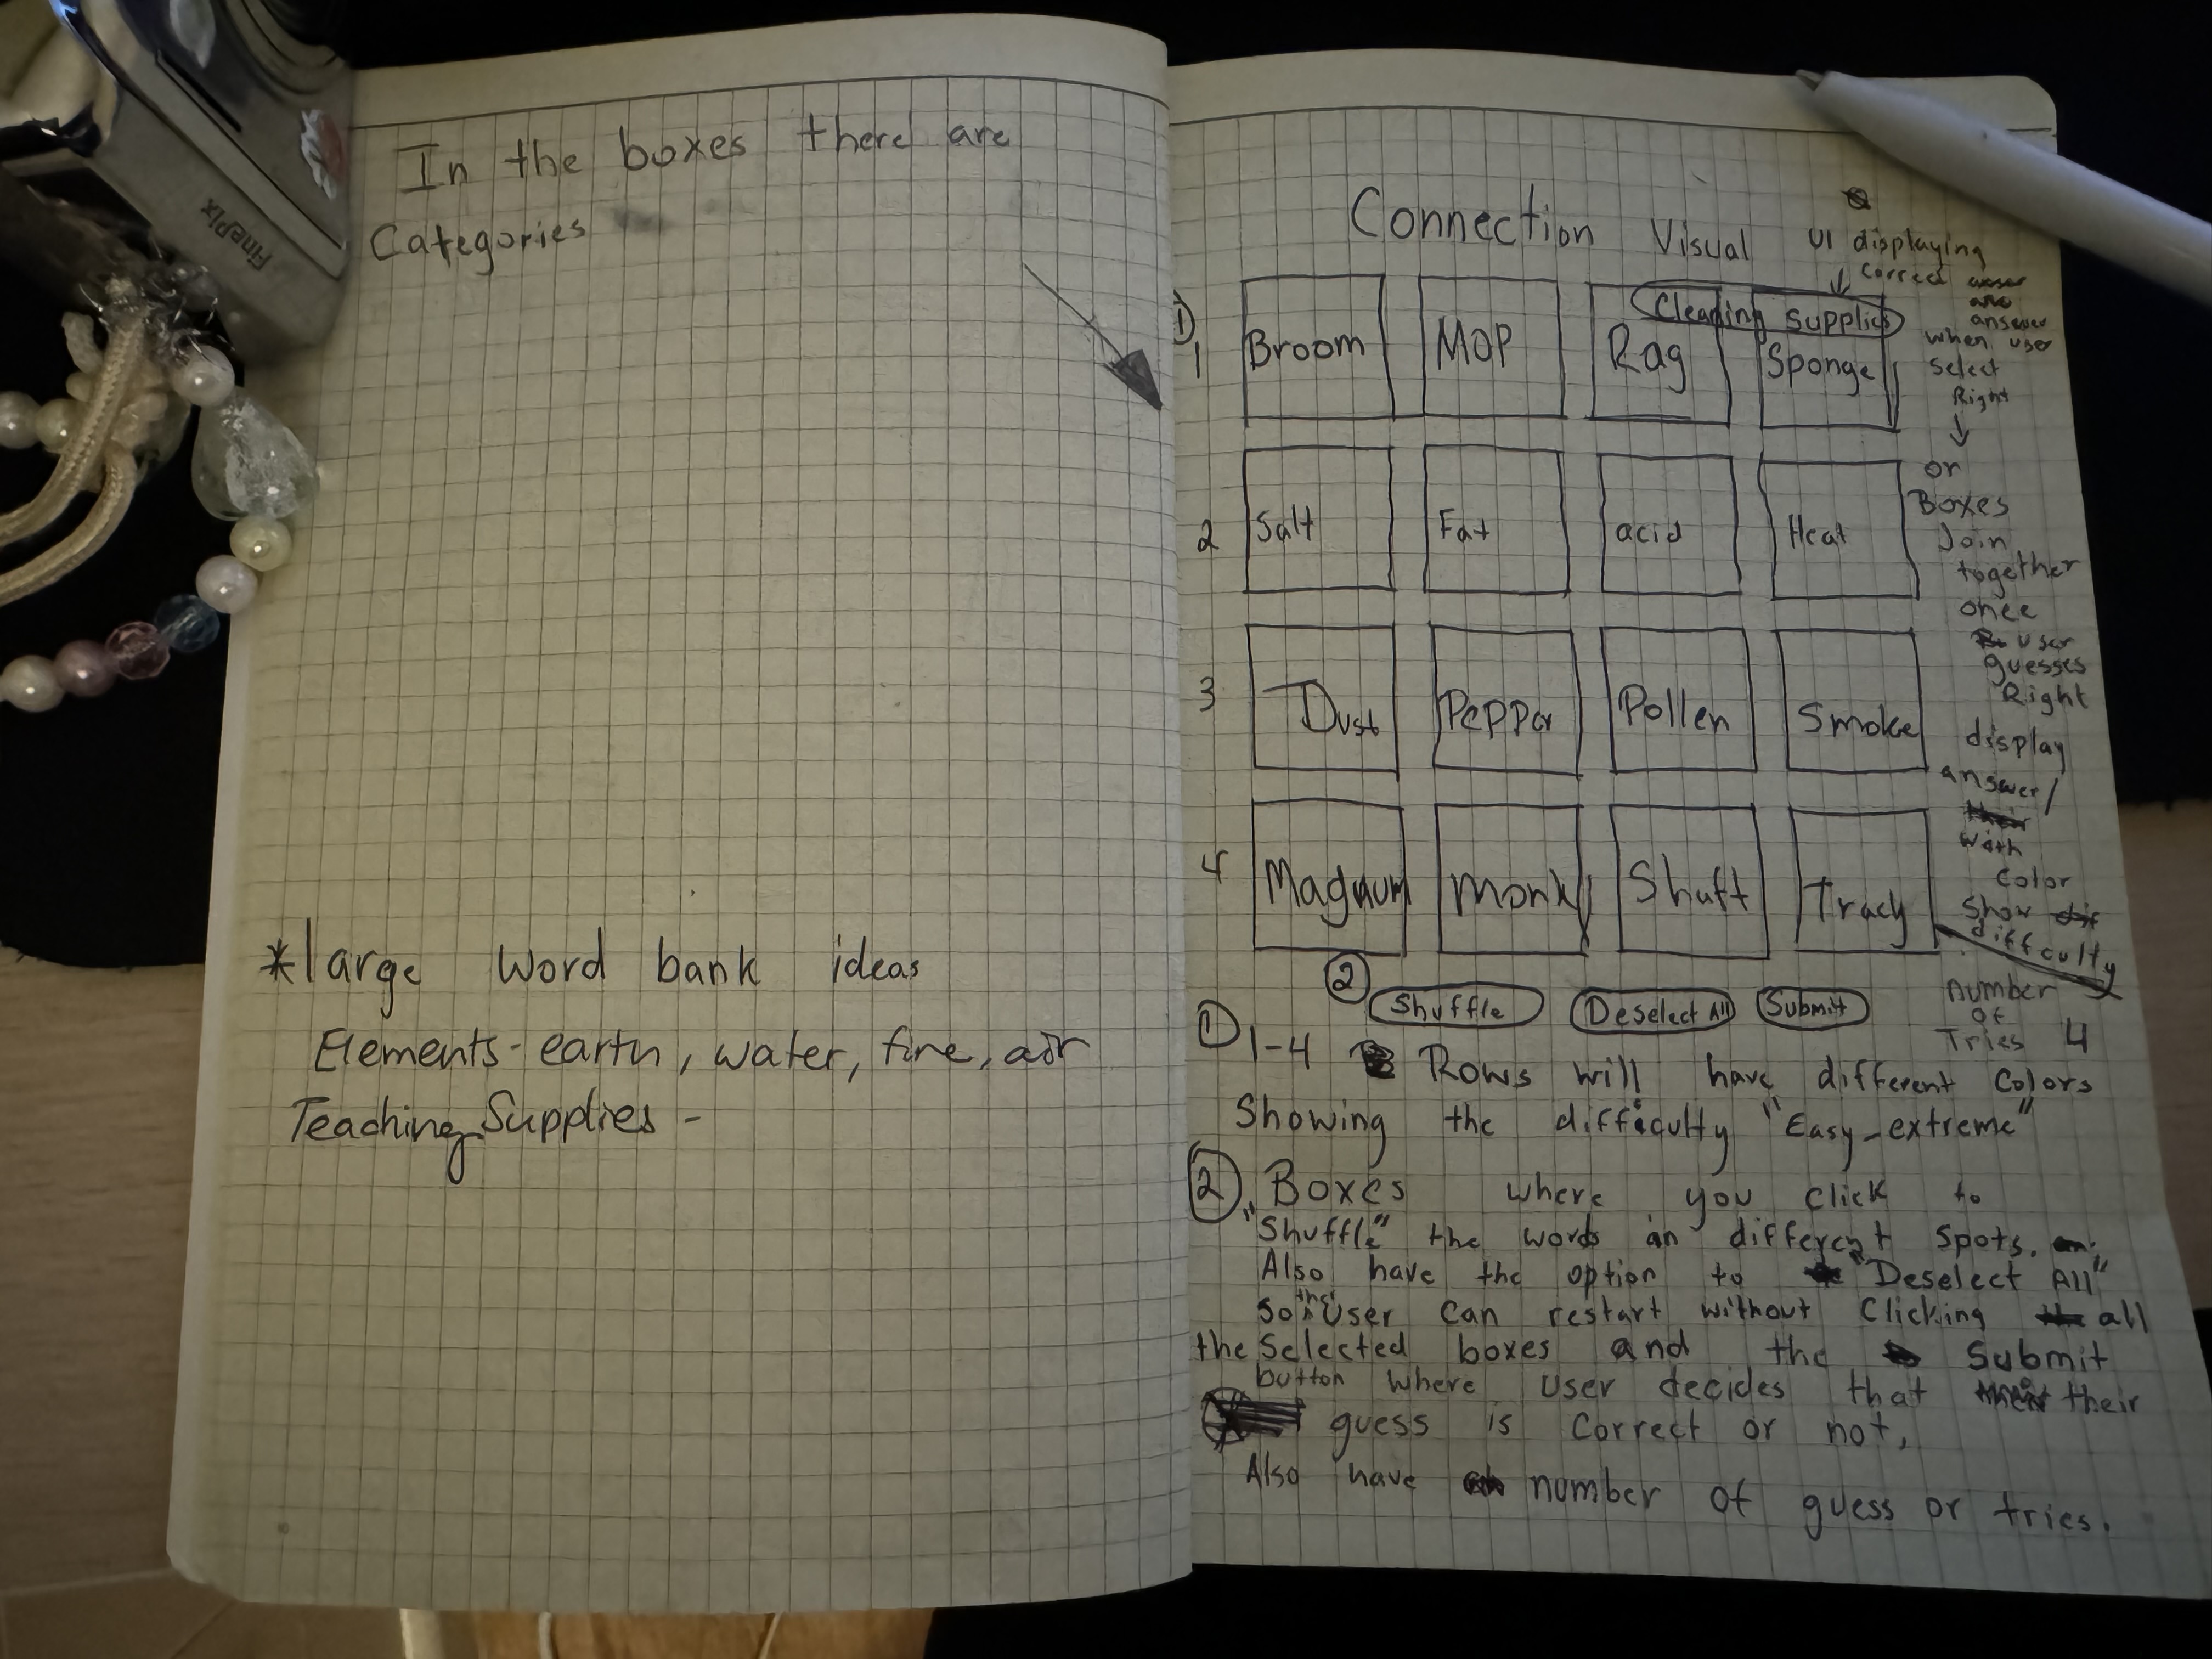 FinePix
In the boxes there are
Categories
*large word bank ideas
Elements - earth, water, fire, air
Teaching Supplies -
Connection Visual
UI displaying
correct
answer
when user
select
Right
or
Boxes
Join
together
once
user
guesses
Right
display
answer/
with
color
show
difficulty
number
of
Tries 4
①
1 Broom MOP Rag Sponge
Cleaning supplies
2 Salt Fat acid Heat
3 Dust Pepper Pollen Smoke
4 Magnum Monk Shaft Tracy
② Shuffle Deselect All Submit
① 1-4 Rows will have different colors
Showing the difficulty "Easy-extreme"
② Boxes where you click to
"Shuffle" the words in different spots.
Also have the option to "Deselect All"
So the User can restart without Clicking all
the selected boxes and the Submit
button where user decides that their
guess is correct or not,
Also have number of guess or tries.